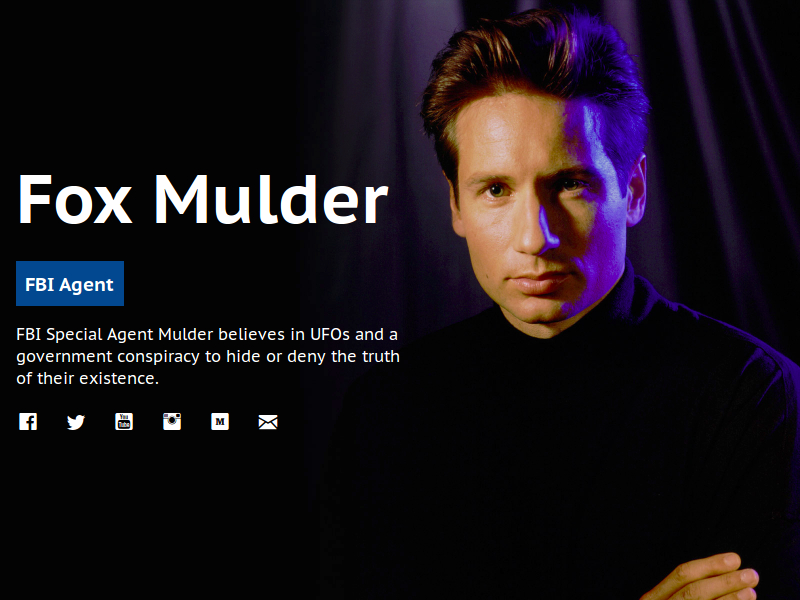 Fox Mulder
FBI Agent
FBI Special Agent Mulder believes in UFOs and a
government conspiracy to hide or deny the truth
of their existence.
You
Tube
M